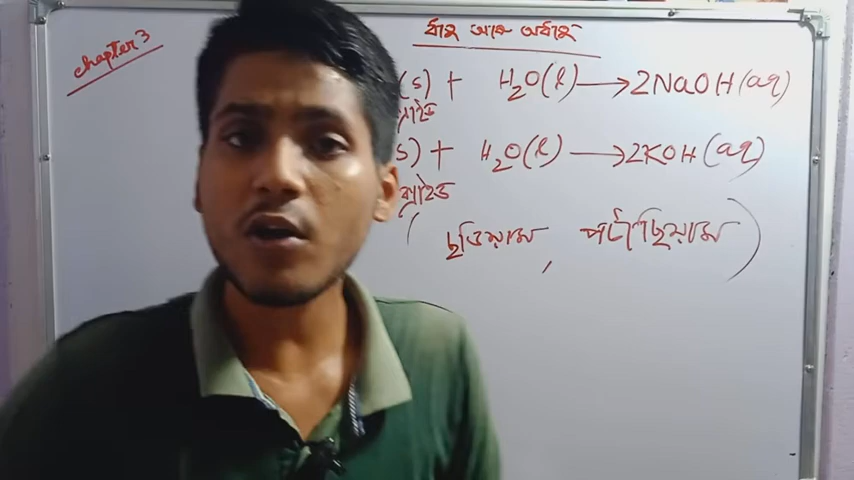 chapter 3
ধাতু আৰু অধাতু
(s) + H₂O(l) → 2NaOH(aq)
s) + H₂O(l) → 2KOH(aq)
(ছডিয়াম, পটাছিয়াম)